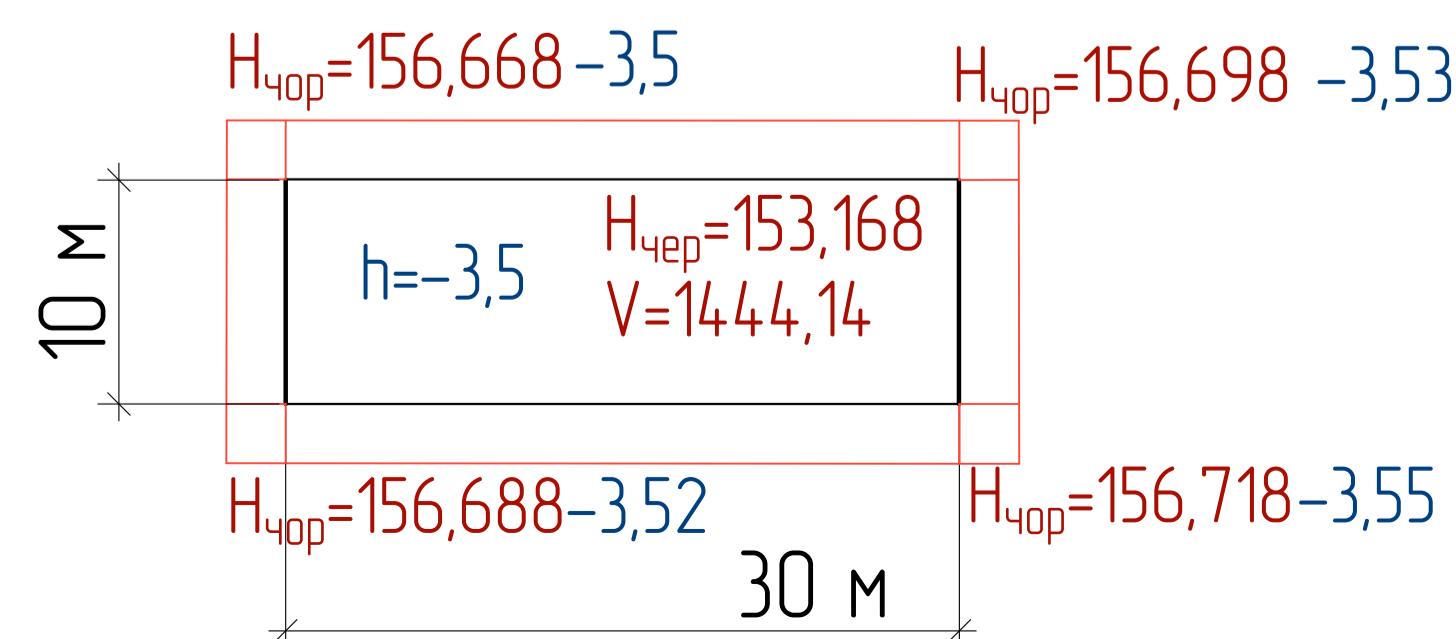 Hчор=156,668 –3,5
Hчор=156,698 –3,53
10 м
h=–3,5
Hчер=153,168
V=1444,14
Hчор=156,688–3,52
Hчор=156,718–3,55
30 м